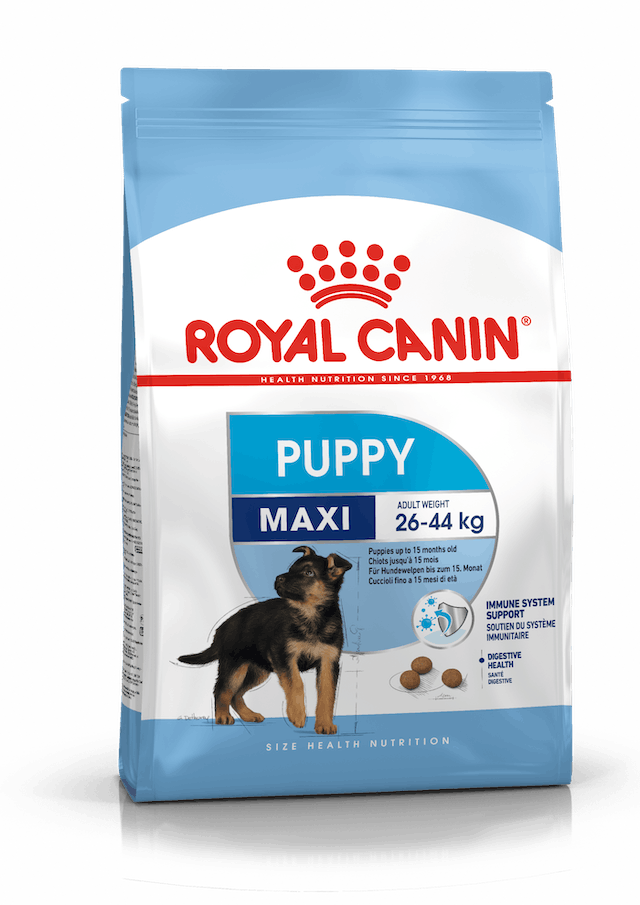 ROYAL CANIN®
HEALTH NUTRITION SINCE 1968
PUPPY
MAXI
ADULT WEIGHT
26-44 kg
Puppies up to 15 months old
Chiots jusqu'à 15 mois
Für Hundewelpen bis zum 15. Monat
Cuccioli fino a 15 mesi di età
IMMUNE SYSTEM
SUPPORT
SOUTIEN DU SYSTÈME
IMMUNITAIRE
DIGESTIVE
HEALTH
SANTÉ
DIGESTIVE
SIZE HEALTH NUTRITION